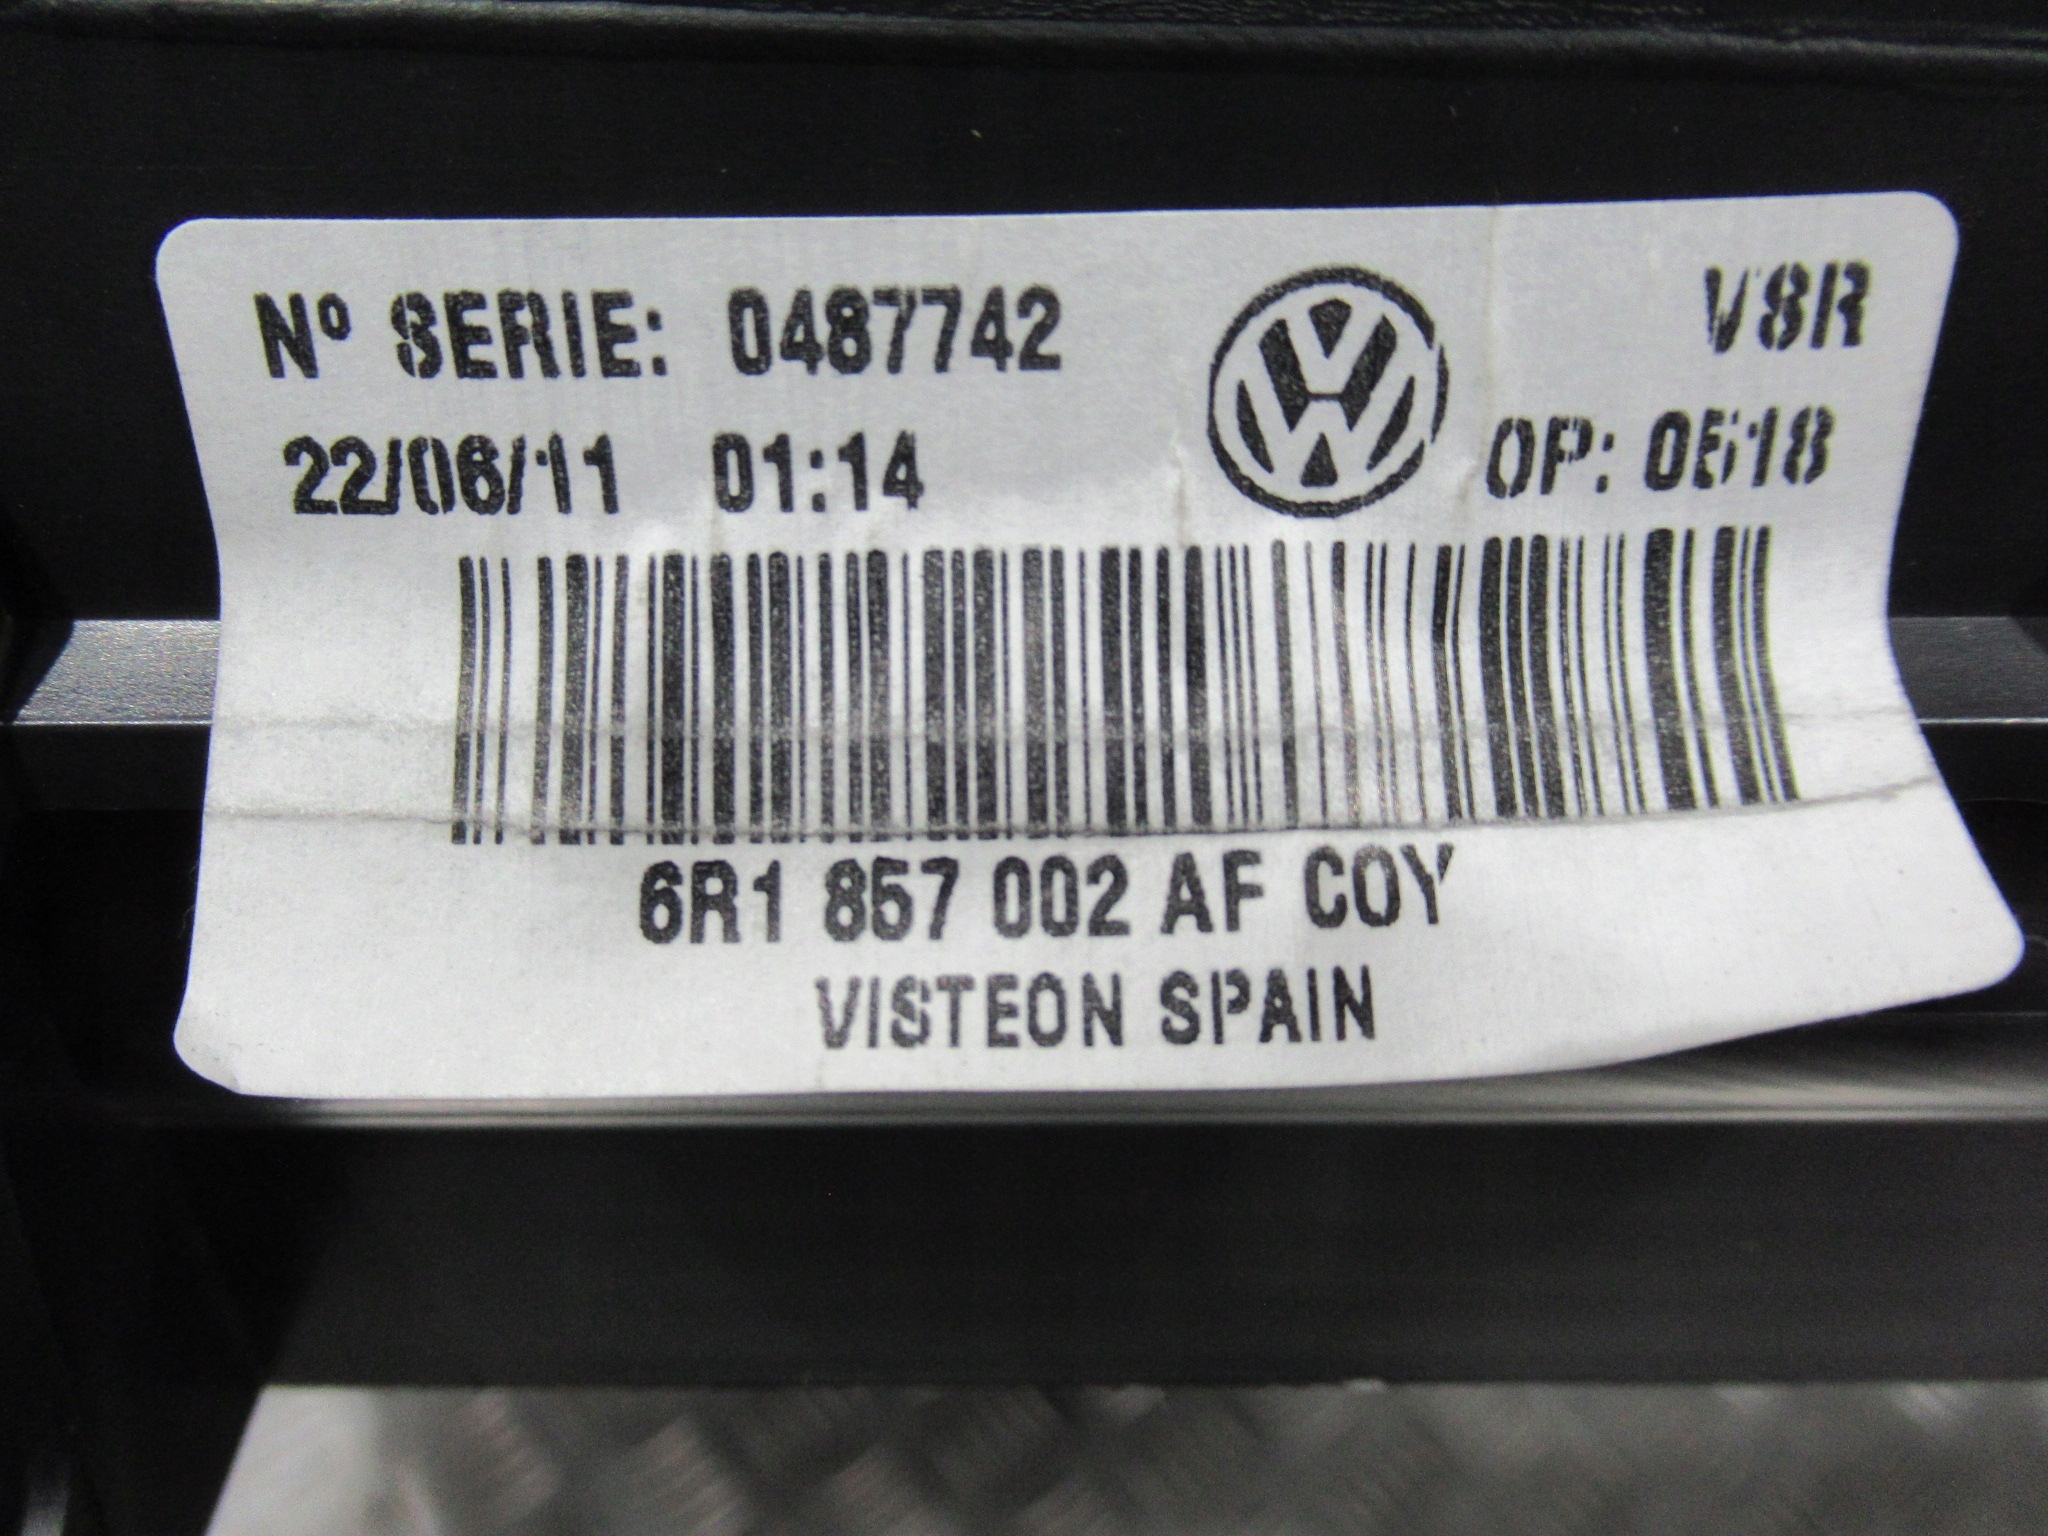 Nº SERIE: 0487742 V8R
22/06/11 01:14 OP: 0518
6R1 857 002 AF COY
VISTEON SPAIN